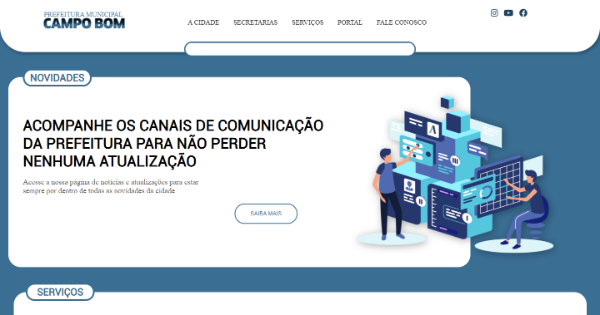 PREFEITURA MUNICIPAL
CAMPO BOM
A CIDADE SECRETARIAS SERVIÇOS PORTAL FALE CONOSCO
NOVIDADES
ACOMPANHE OS CANAIS DE COMUNICAÇÃO
DA PREFEITURA PARA NÃO PERDER
NENHUMA ATUALIZAÇÃO
Acesse a nossa página de notícias e atualizações para estar
sempre por dentro de todas as novidades da cidade
SAIBA MAIS
SERVIÇOS